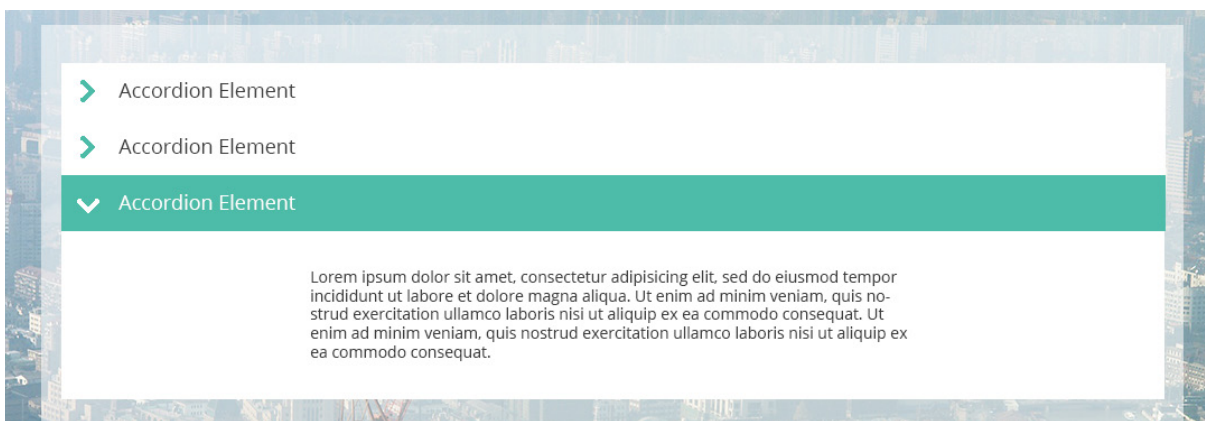 Accordion Element
Accordion Element
Accordion Element
Lorem ipsum dolor sit amet, consectetur adipisicing elit, sed do eiusmod tempor
incididunt ut labore et dolore magna aliqua. Ut enim ad minim veniam, quis no-
strud exercitation ullamco laboris nisi ut aliquip ex ea commodo consequat. Ut
enim ad minim veniam, quis nostrud exercitation ullamco laboris nisi ut aliquip ex
ea commodo consequat.